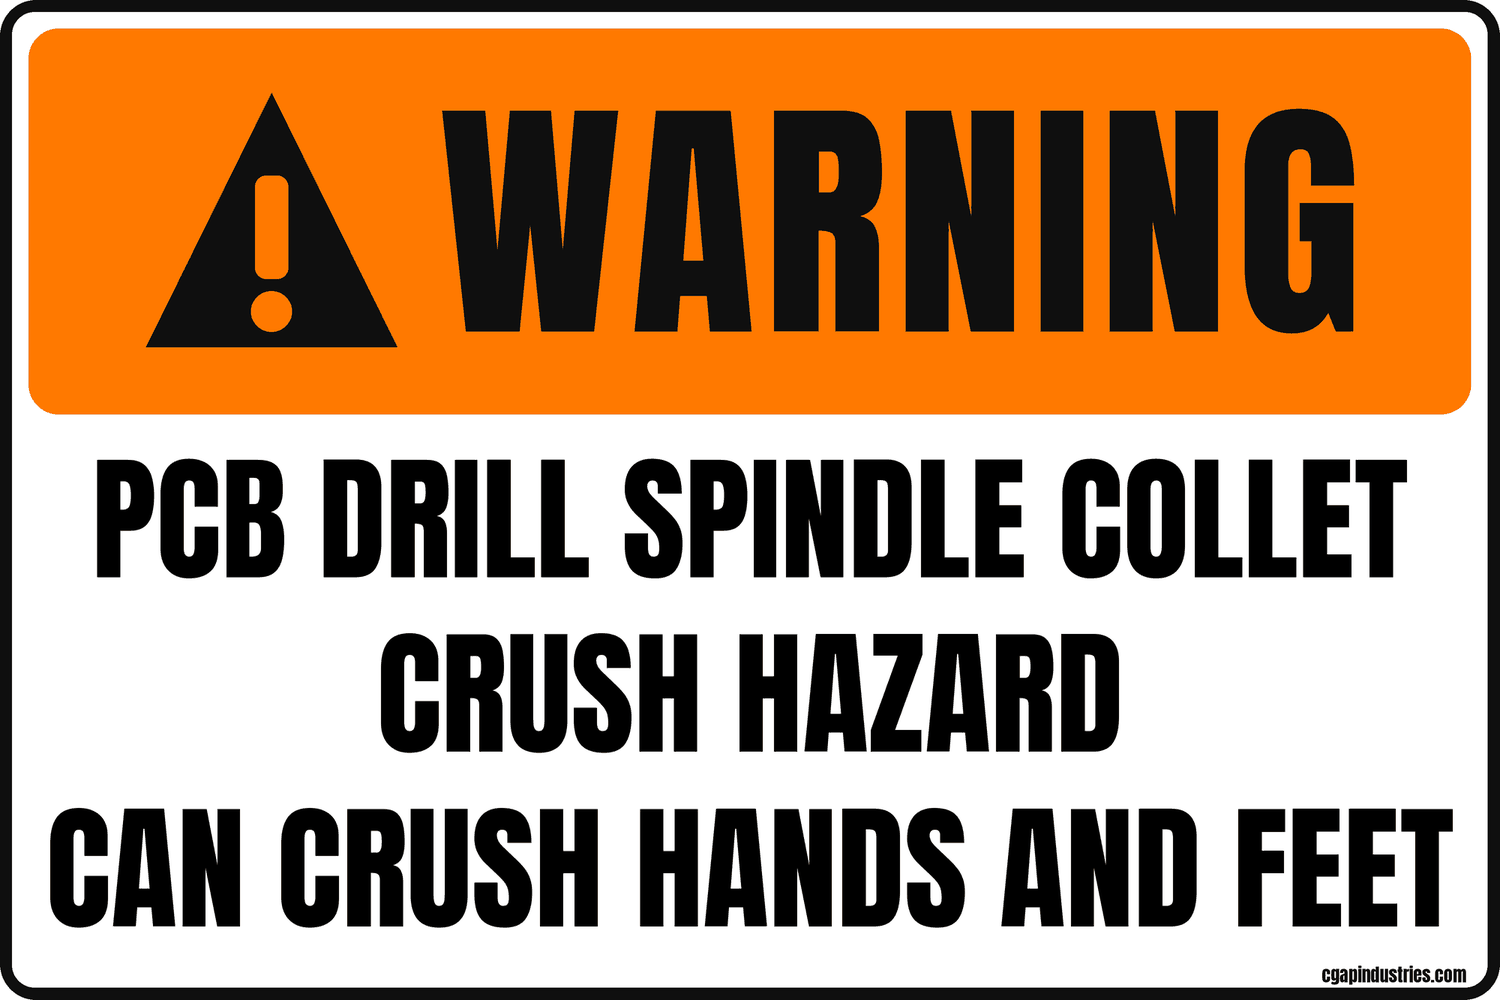 WARNING
PCB DRILL SPINDLE COLLET
CRUSH HAZARD
CAN CRUSH HANDS AND FEET
cgapindustries.com